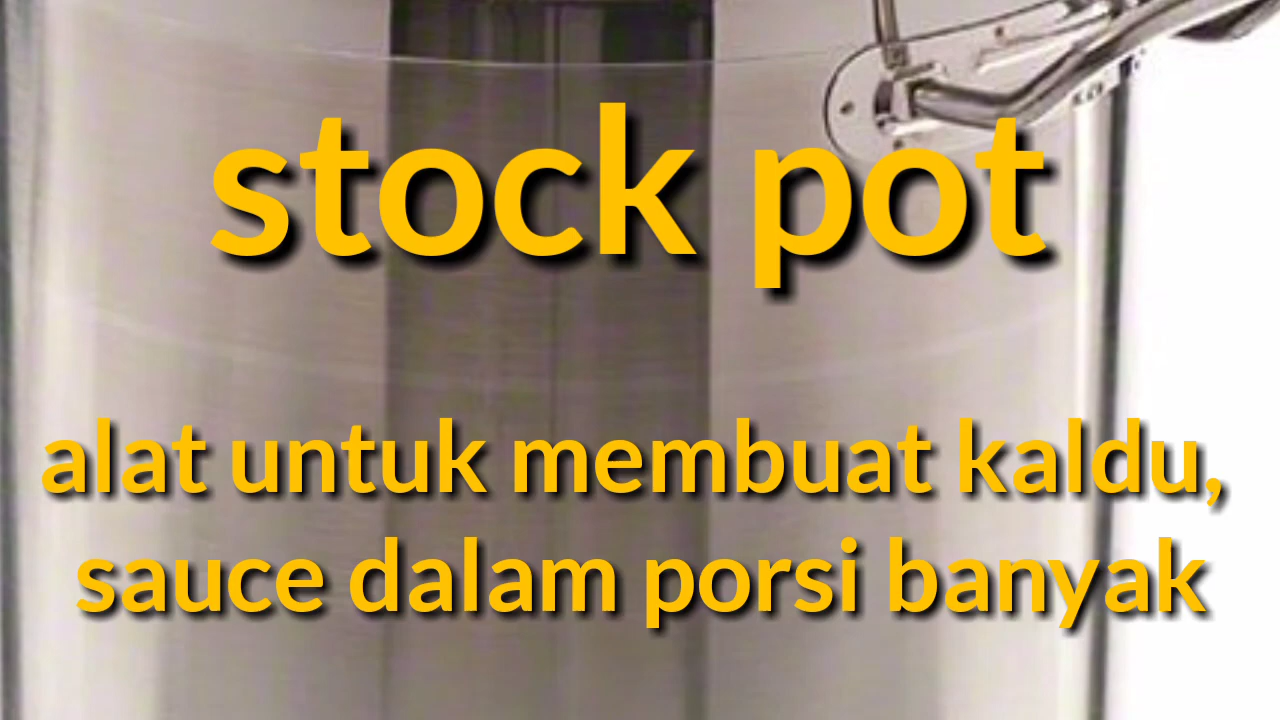 stock pot
alat untuk membuat kaldu,
sauce dalam porsi banyak